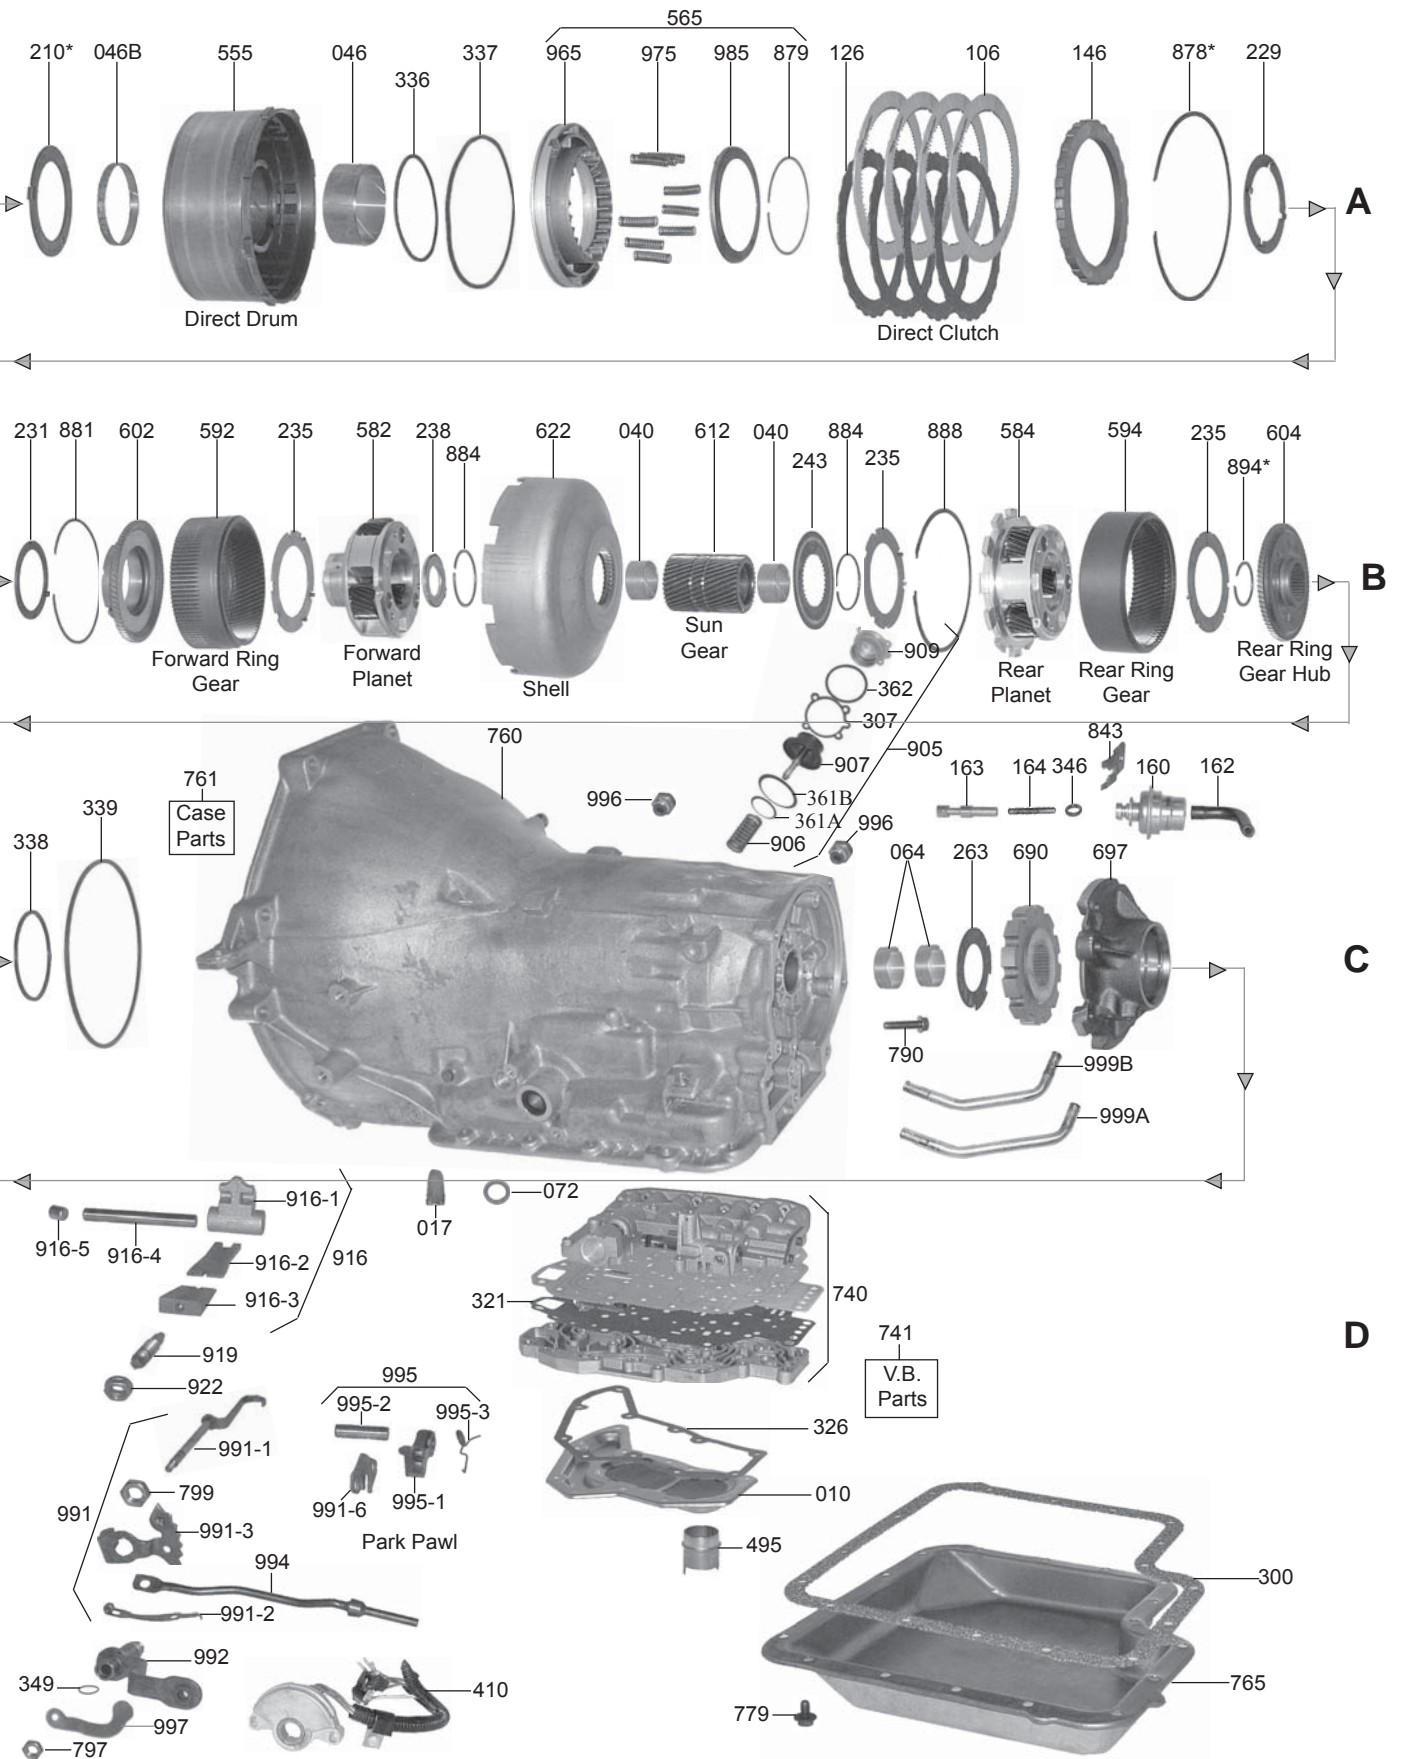 565
210* 046B 555 046 337 965 975 985 879 126 106 146 878* 229
336
A
Direct Drum
Direct Clutch
231 881 602 592 235 582 238 622 040 612 040 884 888 584 594 235 604
884 243 235 894*
B
Forward Ring
Gear
Forward
Planet
Shell
Sun
Gear
Rear
Planet
Rear Ring
Gear
Rear Ring
Gear Hub
909
362
307
905
907
361B
361A
906
760
761
Case
Parts
996
996
843
163 164 346 160 162
339
338
064 263 690 697
C
790
999B
999A
916-1
916-5 916-4
916-2
916
916-3
017
072
740
321
741
V.B.
Parts
D
919
922
995
995-2 995-3
991-6 995-1
Park Pawl
991-1
799
991
991-3
994
991-2
326
010
495
300
765
779
992
349
997
797
410